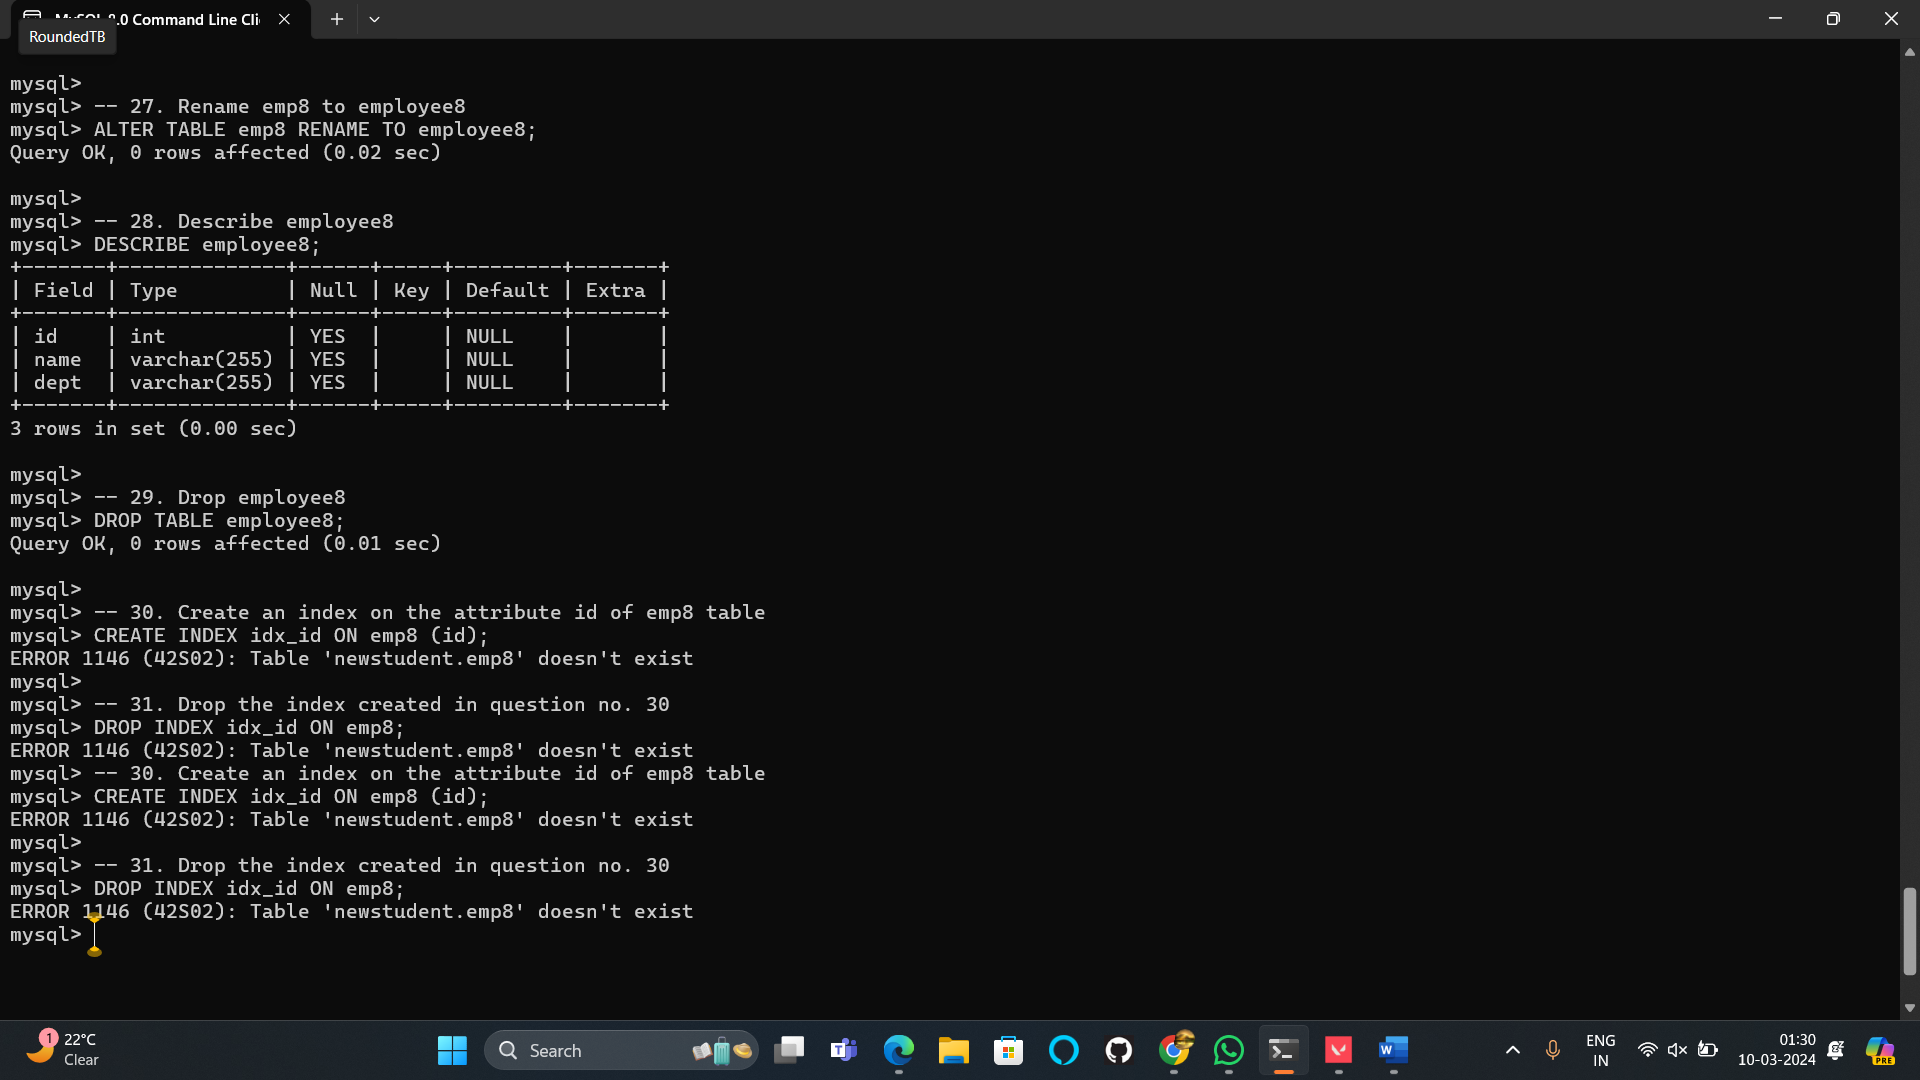 MySQL 8.0 Command Line Cli
RoundedTB
mysql>
mysql> -- 27. Rename emp8 to employee8
mysql> ALTER TABLE emp8 RENAME TO employee8;
Query OK, 0 rows affected (0.02 sec)
mysql>
mysql> -- 28. Describe employee8
mysql> DESCRIBE employee8;
+-------+--------------+------+-----+---------+-------+
| Field | Type         | Null | Key | Default | Extra |
+-------+--------------+------+-----+---------+-------+
| id    | int          | YES  |     | NULL    |       |
| name  | varchar(255) | YES  |     | NULL    |       |
| dept  | varchar(255) | YES  |     | NULL    |       |
+-------+--------------+------+-----+---------+-------+
3 rows in set (0.00 sec)
mysql>
mysql> -- 29. Drop employee8
mysql> DROP TABLE employee8;
Query OK, 0 rows affected (0.01 sec)
mysql>
mysql> -- 30. Create an index on the attribute id of emp8 table
mysql> CREATE INDEX idx_id ON emp8 (id);
ERROR 1146 (42S02): Table 'newstudent.emp8' doesn't exist
mysql>
mysql> -- 31. Drop the index created in question no. 30
mysql> DROP INDEX idx_id ON emp8;
ERROR 1146 (42S02): Table 'newstudent.emp8' doesn't exist
mysql> -- 30. Create an index on the attribute id of emp8 table
mysql> CREATE INDEX idx_id ON emp8 (id);
ERROR 1146 (42S02): Table 'newstudent.emp8' doesn't exist
mysql>
mysql> -- 31. Drop the index created in question no. 30
mysql> DROP INDEX idx_id ON emp8;
ERROR 1146 (42S02): Table 'newstudent.emp8' doesn't exist
mysql>
1
22°C
Clear
Search
ENG
IN
01:30
10-03-2024
PRE